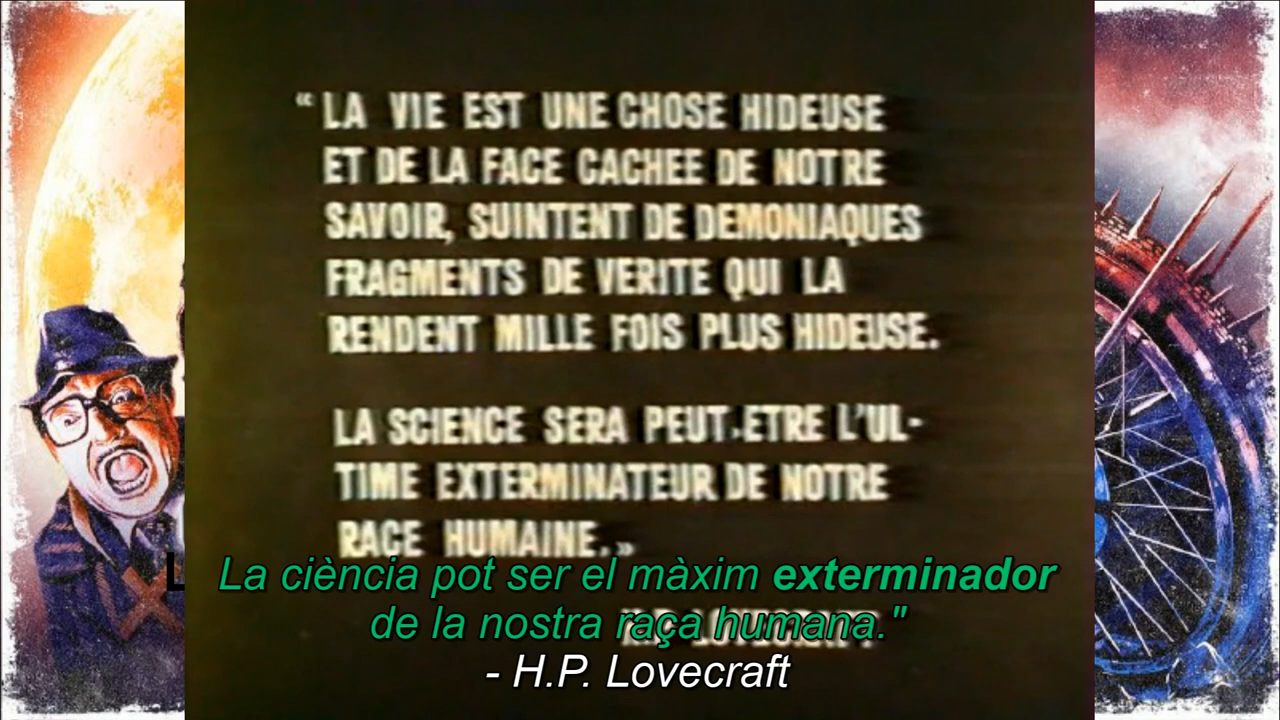 “ LA VIE EST UNE CHOSE HIDEUSE
ET DE LA FACE CACHEE DE NOTRE
SAVOIR, SUINTENT DE DEMONIAQUES
FRAGMENTS DE VERITE QUI LA
RENDENT MILLE FOIS PLUS HIDEUSE.
LA SCIENCE SERA PEUT-ETRE L'UL-
TIME EXTERMINATEUR DE NOTRE
RACE HUMAINE. »
L
La ciència pot ser el màxim exterminador
de la nostra raça humana."
- H.P. Lovecraft